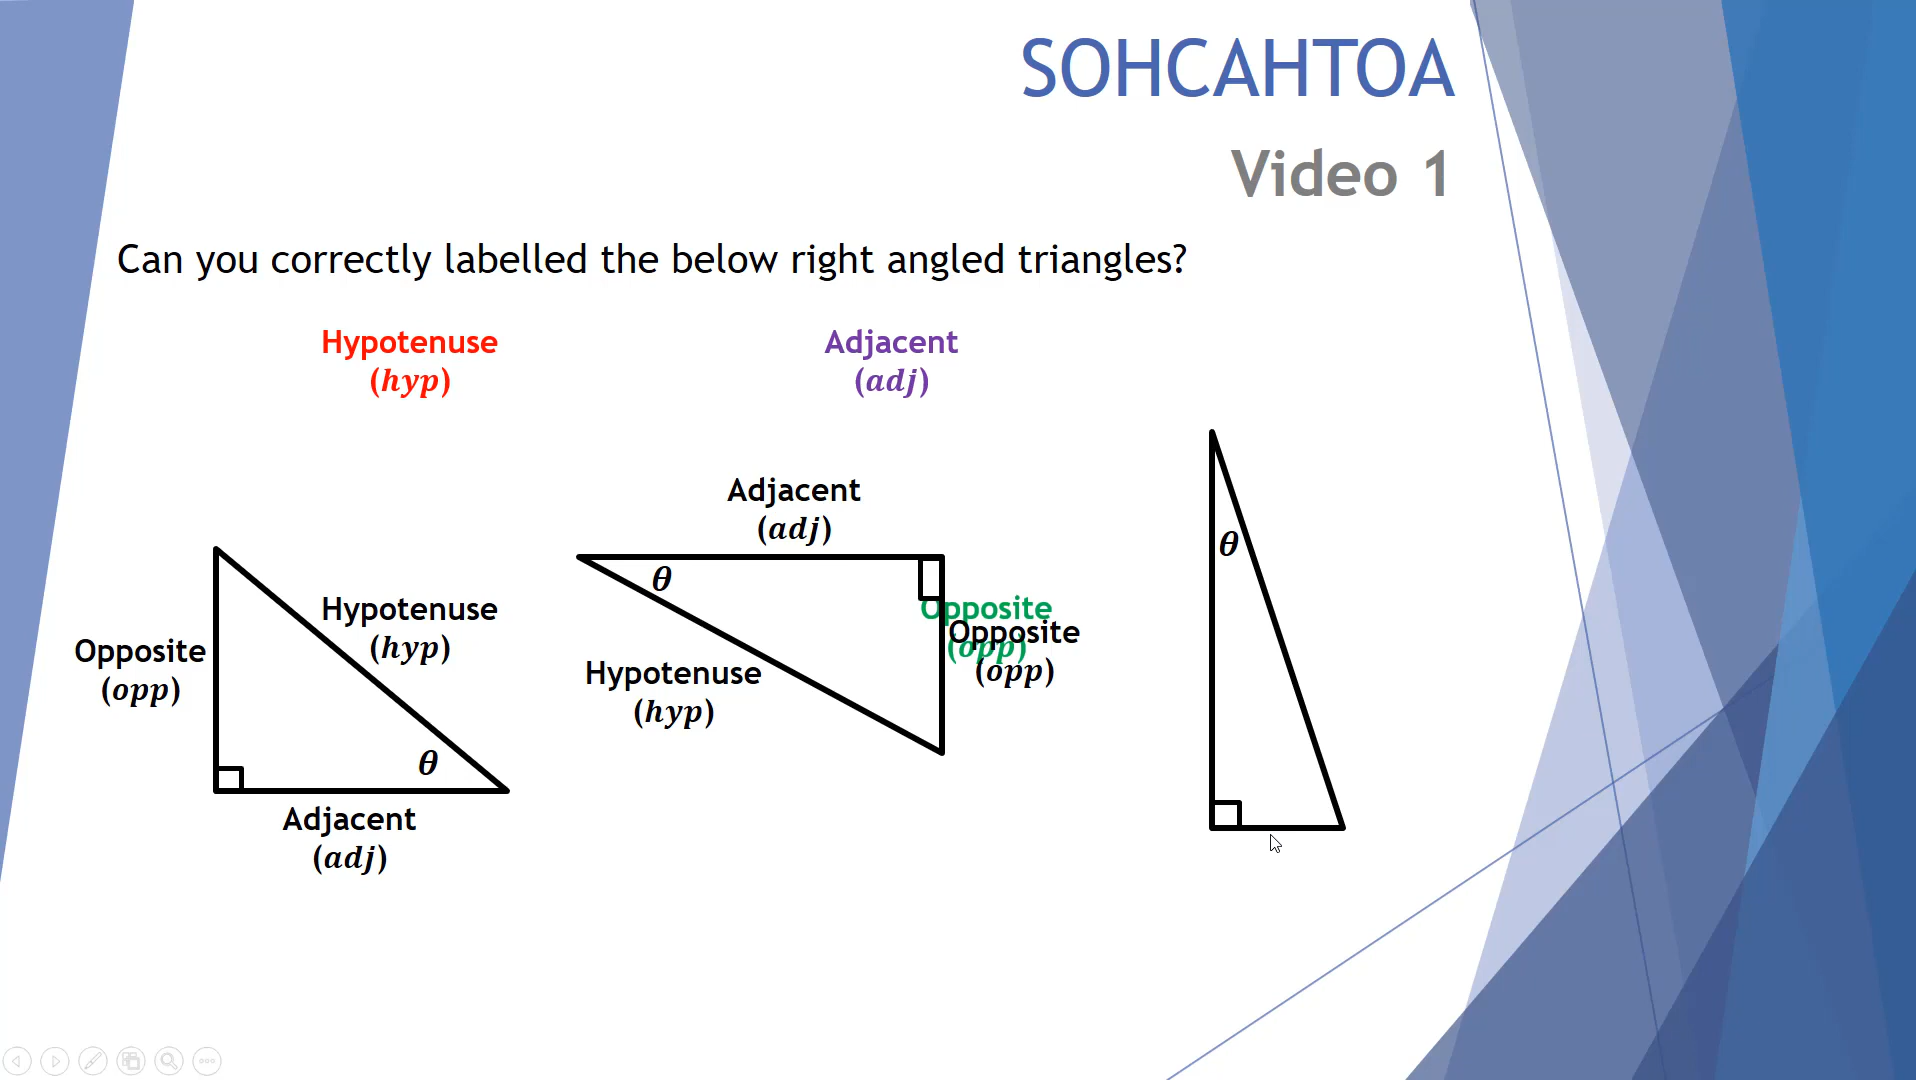 SOHCAHTOA
Video 1
Can you correctly labelled the below right angled triangles?
Hypotenuse
(hyp)
Adjacent
(adj)
Opposite
(opp)
Hypotenuse
(hyp)
θ
Adjacent
(adj)
Adjacent
(adj)
θ
Hypotenuse
(hyp)
Opposite
(opp)
Opposite
(opp)
θ